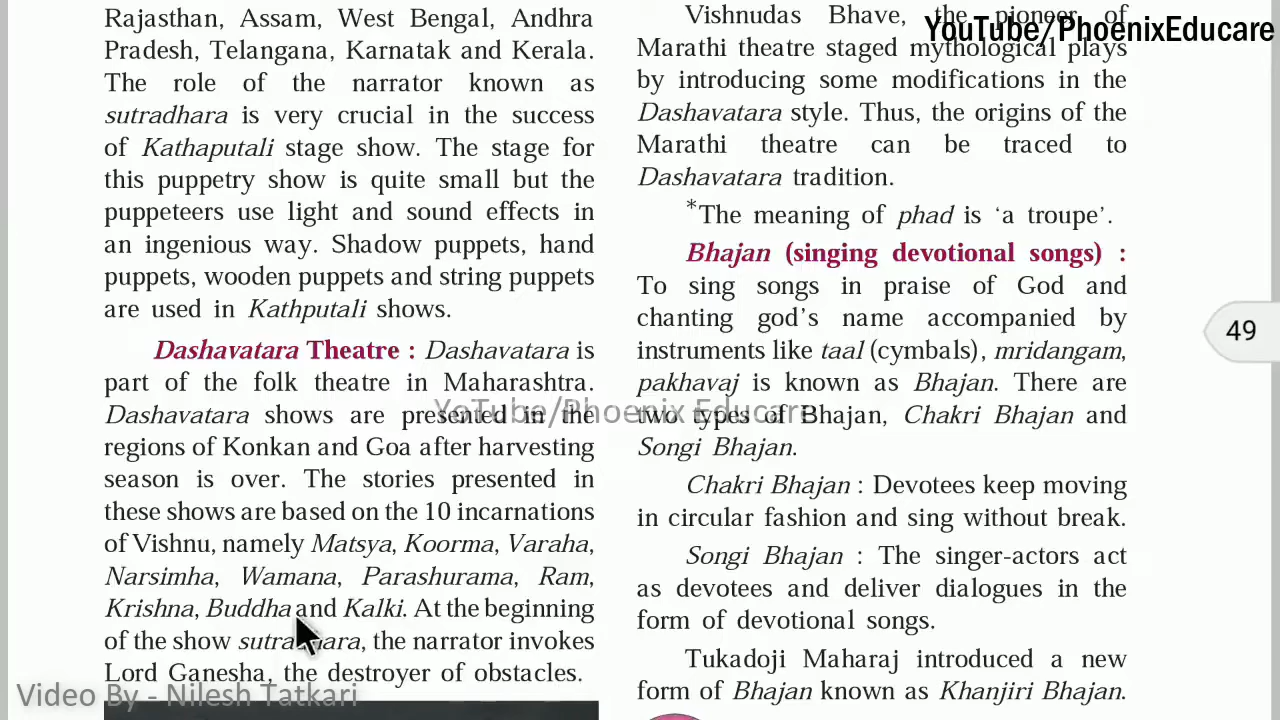 Rajasthan, Assam, West Bengal, Andhra
Pradesh, Telangana, Karnatak and Kerala.
The role of the narrator known as
sutradhara is very crucial in the success
of Kathaputali stage show. The stage for
this puppetry show is quite small but the
puppeteers use light and sound effects in
an ingenious way. Shadow puppets, hand
puppets, wooden puppets and string puppets
are used in Kathputali shows.
Dashavatara Theatre : Dashavatara is
part of the folk theatre in Maharashtra.
Dashavatara shows are presented in the
regions of Konkan and Goa after harvesting
season is over. The stories presented in
these shows are based on the 10 incarnations
of Vishnu, namely Matsya, Koorma, Varaha,
Narsimha, Wamana, Parashurama, Ram,
Krishna, Buddha and Kalki. At the beginning
of the show sutradhara, the narrator invokes
Lord Ganesha, the destroyer of obstacles.
Vishnudas Bhave, the pioneer of
Marathi theatre staged mythological plays
by introducing some modifications in the
Dashavatara style. Thus, the origins of the
Marathi theatre can be traced to
Dashavatara tradition.
*The meaning of phad is ‘a troupe’.
Bhajan (singing devotional songs) :
To sing songs in praise of God and
chanting god’s name accompanied by
instruments like taal (cymbals), mridangam,
pakhavaj is known as Bhajan. There are
two types of Bhajan, Chakri Bhajan and
Songi Bhajan.
Chakri Bhajan : Devotees keep moving
in circular fashion and sing without break.
Songi Bhajan : The singer-actors act
as devotees and deliver dialogues in the
form of devotional songs.
Tukadoji Maharaj introduced a new
form of Bhajan known as Khanjiri Bhajan.
YouTube/PhoenixEducare
49
YoTube/Phoenix Educare
Video By - Nilesh Tatkari